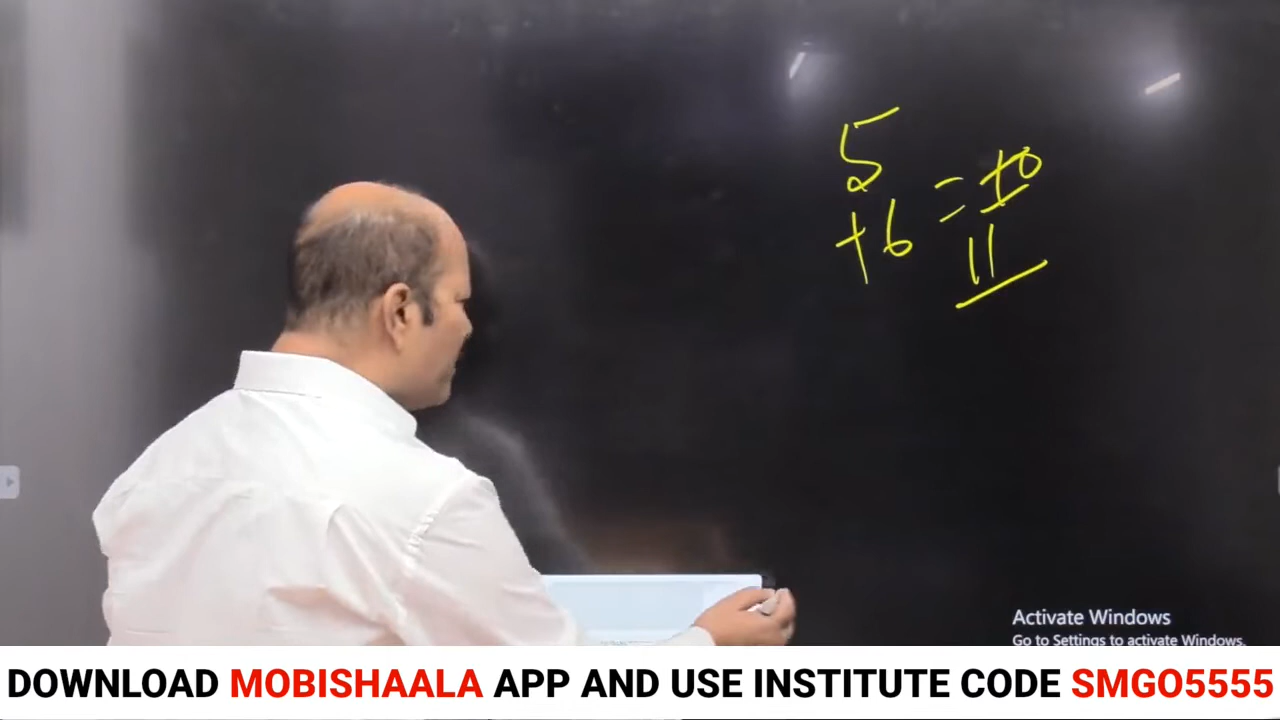 5
+6 = 10
11
Activate Windows
Go to Settings to activate Windows.
DOWNLOAD MOBISHAALA APP AND USE INSTITUTE CODE SMGO5555